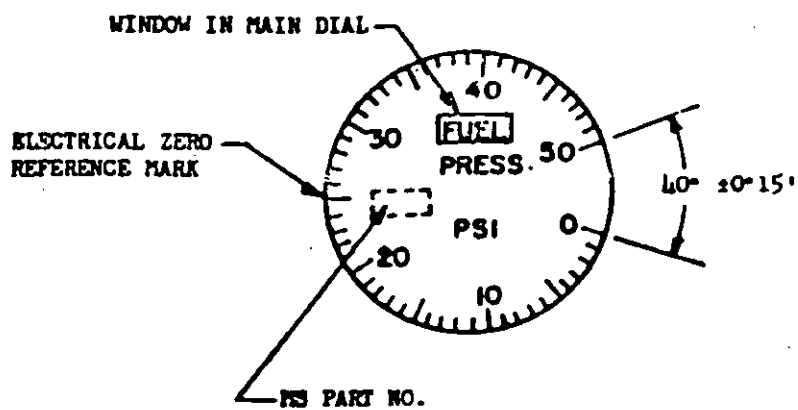 WINDOW IN MAIN DIAL
40
FUEL
30
50
ELECTRICAL ZERO
REFERENCE MARK
PRESS.
40° ±0°15'
PSI
0
20
10
MS PART NO.